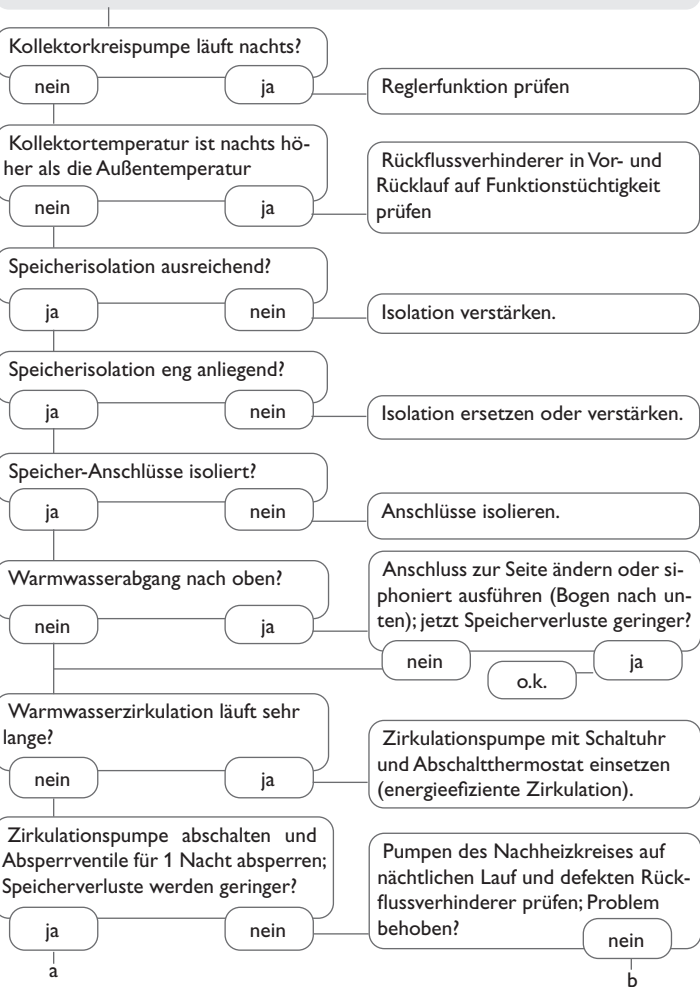 Kollektorkreispumpe läuft nachts?
nein
ja
Reglerfunktion prüfen
Kollektortemperatur ist nachts hö-
her als die Außentemperatur
nein
ja
Rückflussverhinderer in Vor- und
Rücklauf auf Funktionstüchtigkeit
prüfen
Speicherisolation ausreichend?
ja
nein
Isolation verstärken.
Speicherisolation eng anliegend?
ja
nein
Isolation ersetzen oder verstärken.
Speicher-Anschlüsse isoliert?
ja
nein
Anschlüsse isolieren.
Warmwasserabgang nach oben?
nein
ja
Anschluss zur Seite ändern oder si-
phoniert ausführen (Bogen nach un-
ten); jetzt Speicherverluste geringer?
nein
ja
o.k.
Warmwasserzirkulation läuft sehr
lange?
nein
ja
Zirkulationspumpe mit Schaltuhr
und Abschaltthermostat einsetzen
(energieefiziente Zirkulation).
Zirkulationspumpe abschalten und
Absperrventile für 1 Nacht absperren;
Speicherverluste werden geringer?
ja
nein
Pumpen des Nachheizkreises auf
nächtlichen Lauf und defekten Rück-
flussverhinderer prüfen; Problem
behoben?
nein
a
b